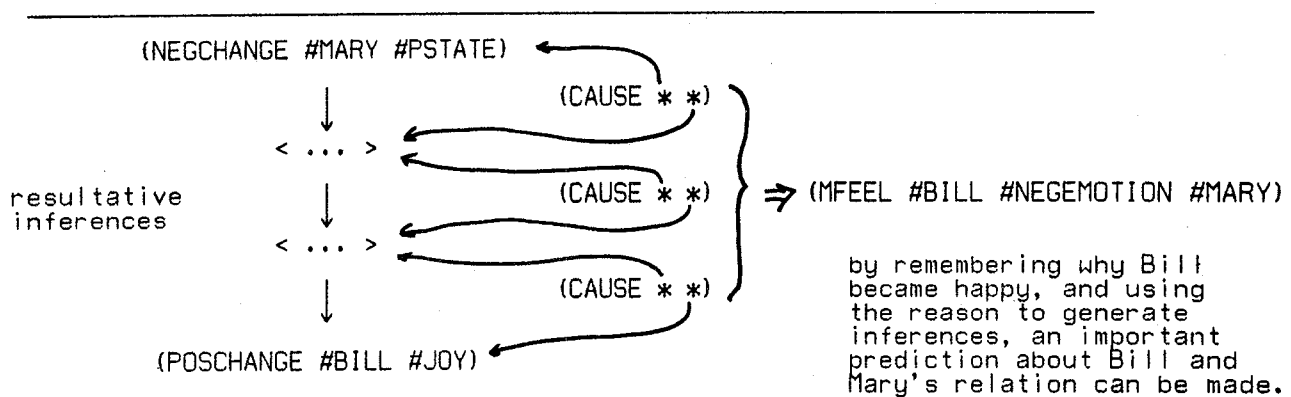 (NEGCHANGE #MARY #PSTATE)
(CAUSE * *)
< ... >
resultative
inferences
(CAUSE * *)
(MFEEL #BILL #NEGEMOTION #MARY)
< ... >
(CAUSE * *)
(POSCHANGE #BILL #JOY)
by remembering why Bill
became happy, and using
the reason to generate
inferences, an important
prediction about Bill and
Mary's relation can be made.